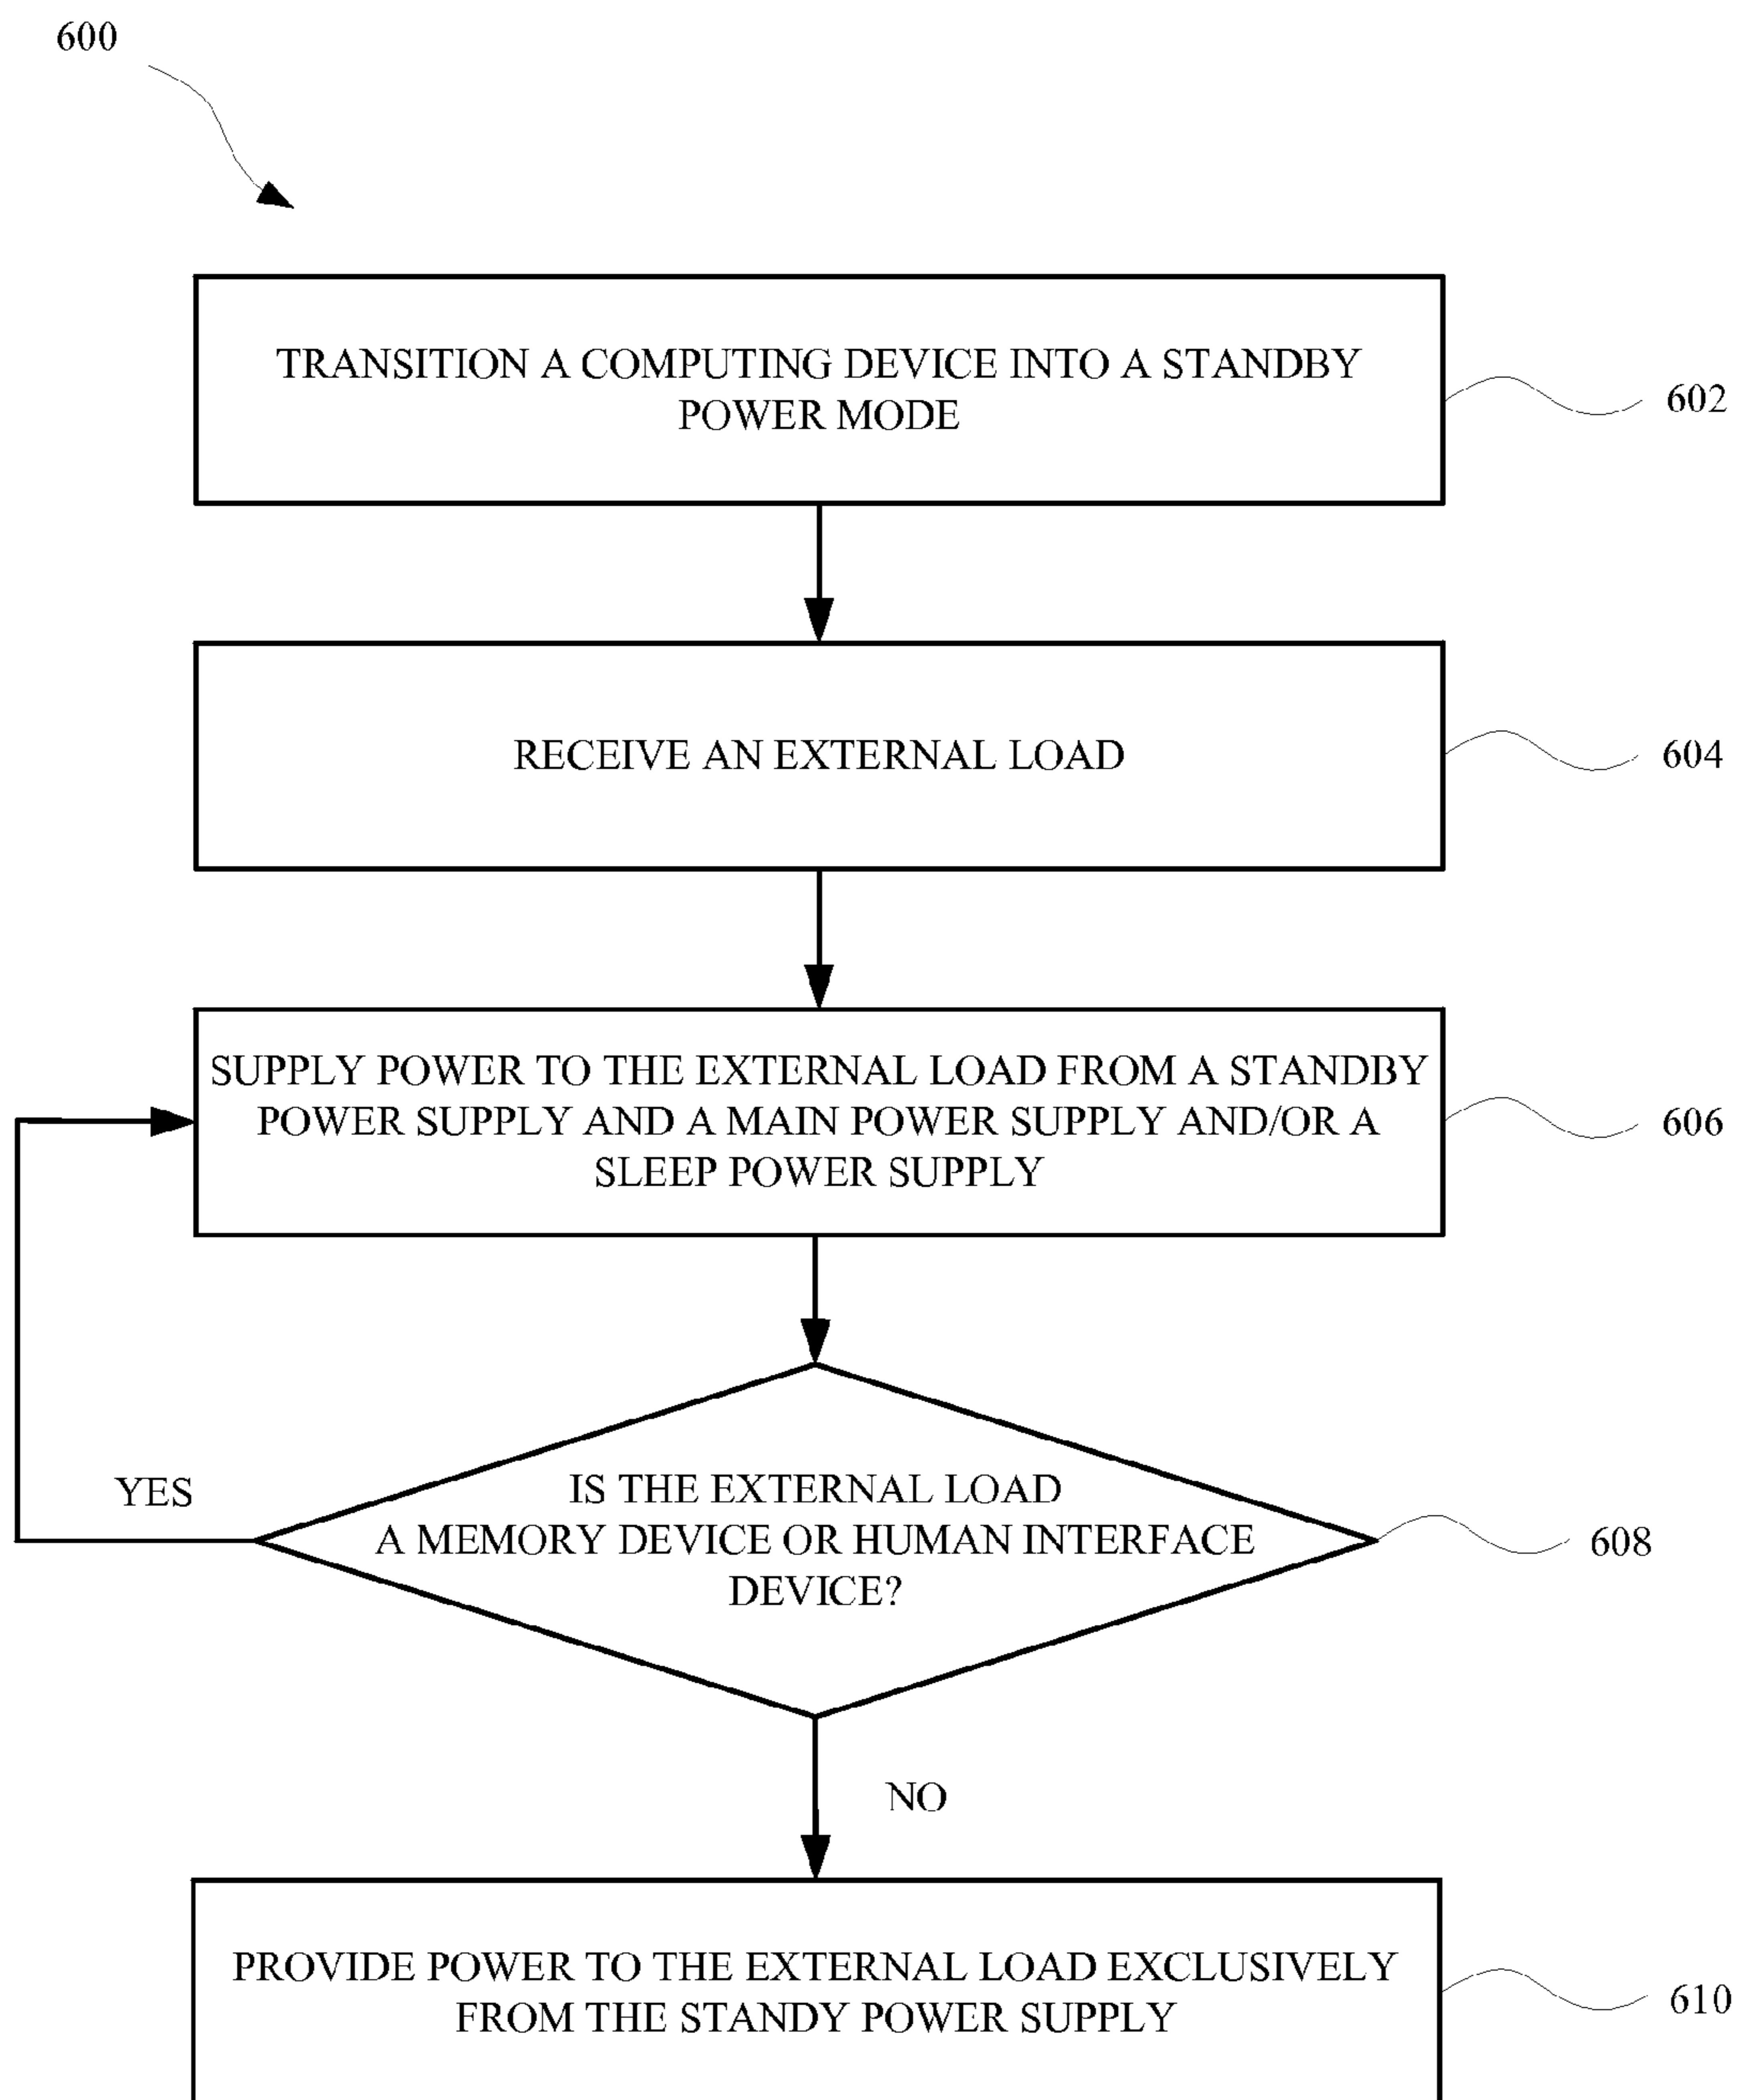 600
TRANSITION A COMPUTING DEVICE INTO A STANDBY
POWER MODE
602
RECEIVE AN EXTERNAL LOAD
604
SUPPLY POWER TO THE EXTERNAL LOAD FROM A STANDBY
POWER SUPPLY AND A MAIN POWER SUPPLY AND/OR A
SLEEP POWER SUPPLY
606
YES
IS THE EXTERNAL LOAD
A MEMORY DEVICE OR HUMAN INTERFACE
DEVICE?
608
NO
PROVIDE POWER TO THE EXTERNAL LOAD EXCLUSIVELY
FROM THE STANDY POWER SUPPLY
610